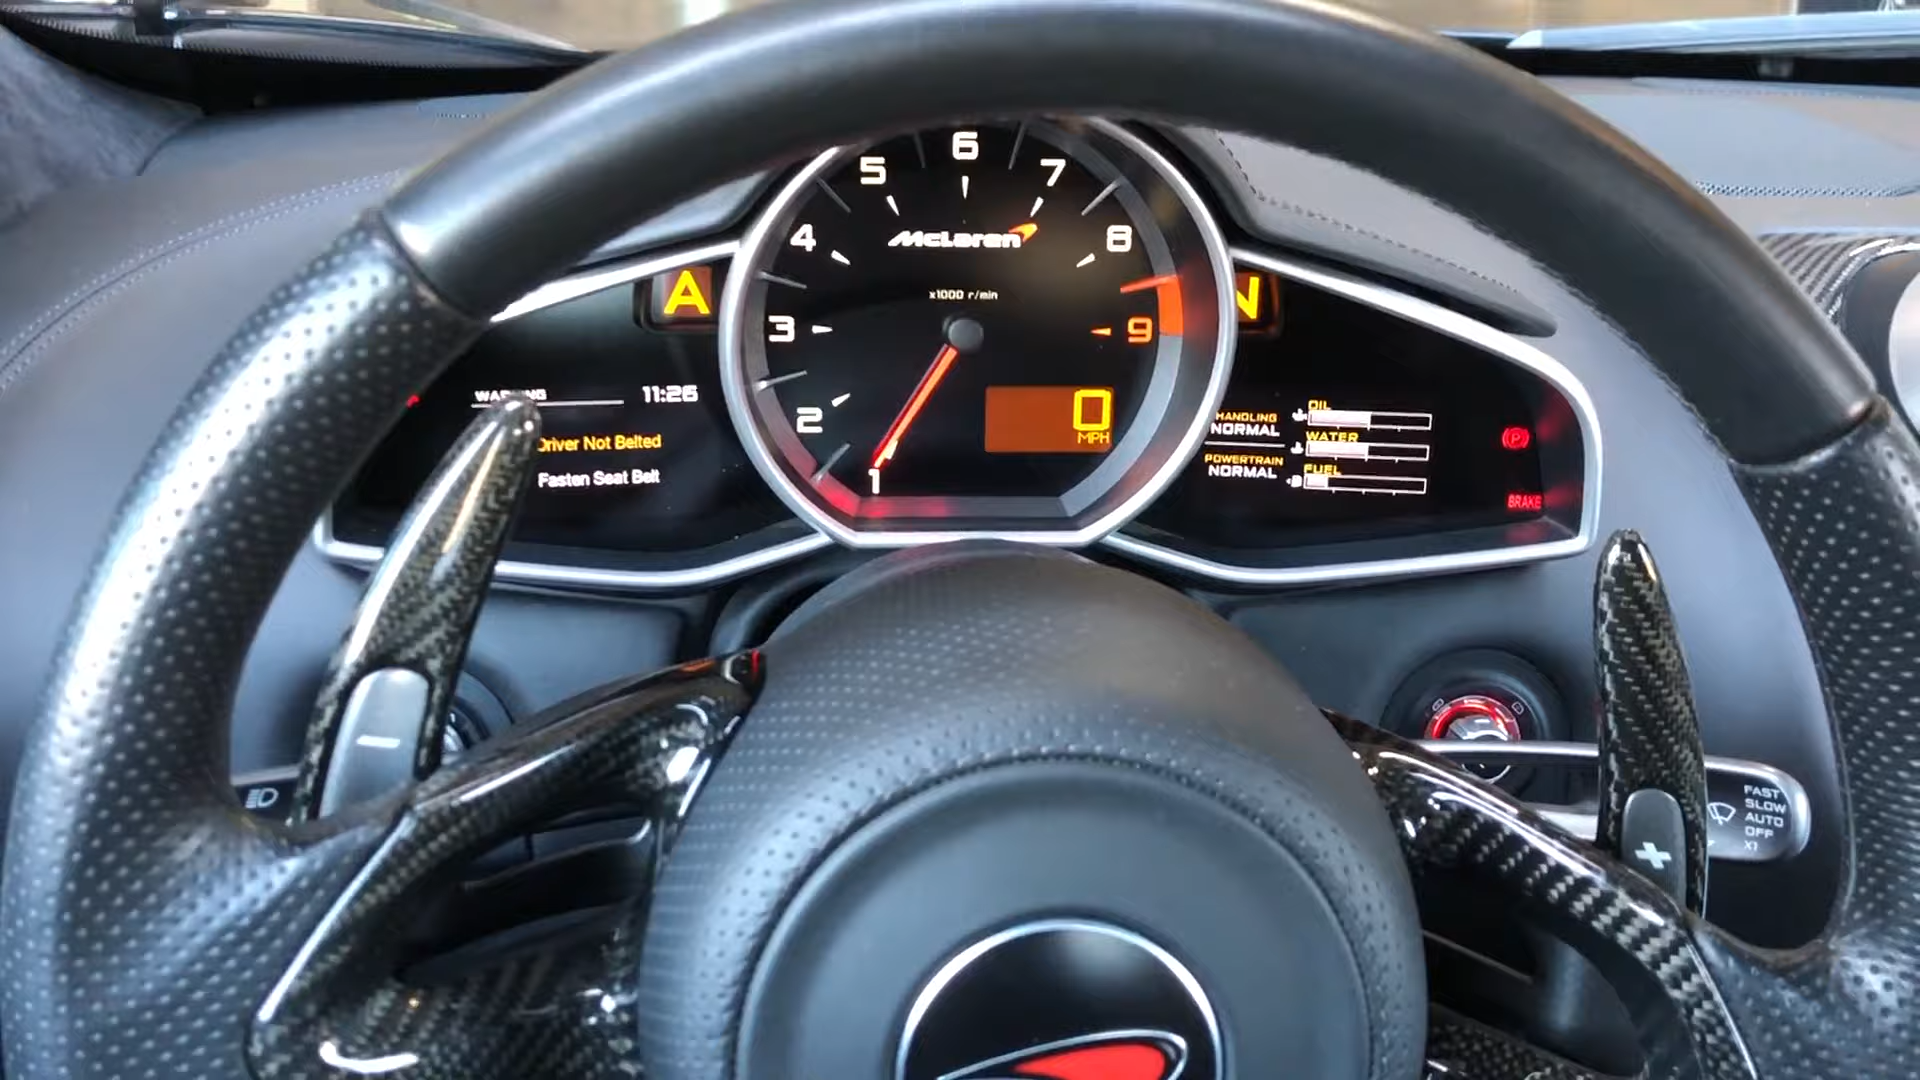 6
5
7
4
McLaren
8
A
x1000 r/min
N
3
9
WARNING
11:26
2
0
MPH
Driver Not Belted
Fasten Seat Belt
1
HANDLING
NORMAL
POWERTRAIN
NORMAL
OIL
WATER
FUEL
P
BRAKE
FAST
SLOW
AUTO
OFF
X1